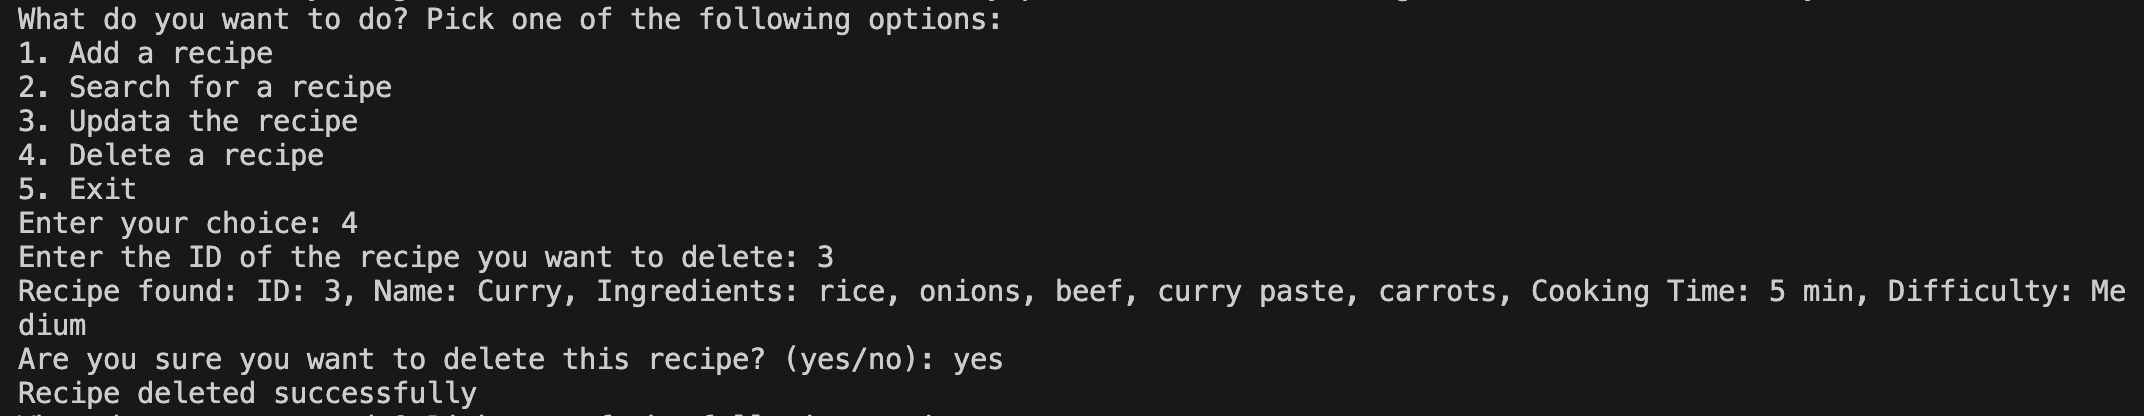 What do you want to do? Pick one of the following options:
1. Add a recipe
2. Search for a recipe
3. Updata the recipe
4. Delete a recipe
5. Exit
Enter your choice: 4
Enter the ID of the recipe you want to delete: 3
Recipe found: ID: 3, Name: Curry, Ingredients: rice, onions, beef, curry paste, carrots, Cooking Time: 5 min, Difficulty: Me
dium
Are you sure you want to delete this recipe? (yes/no): yes
Recipe deleted successfully